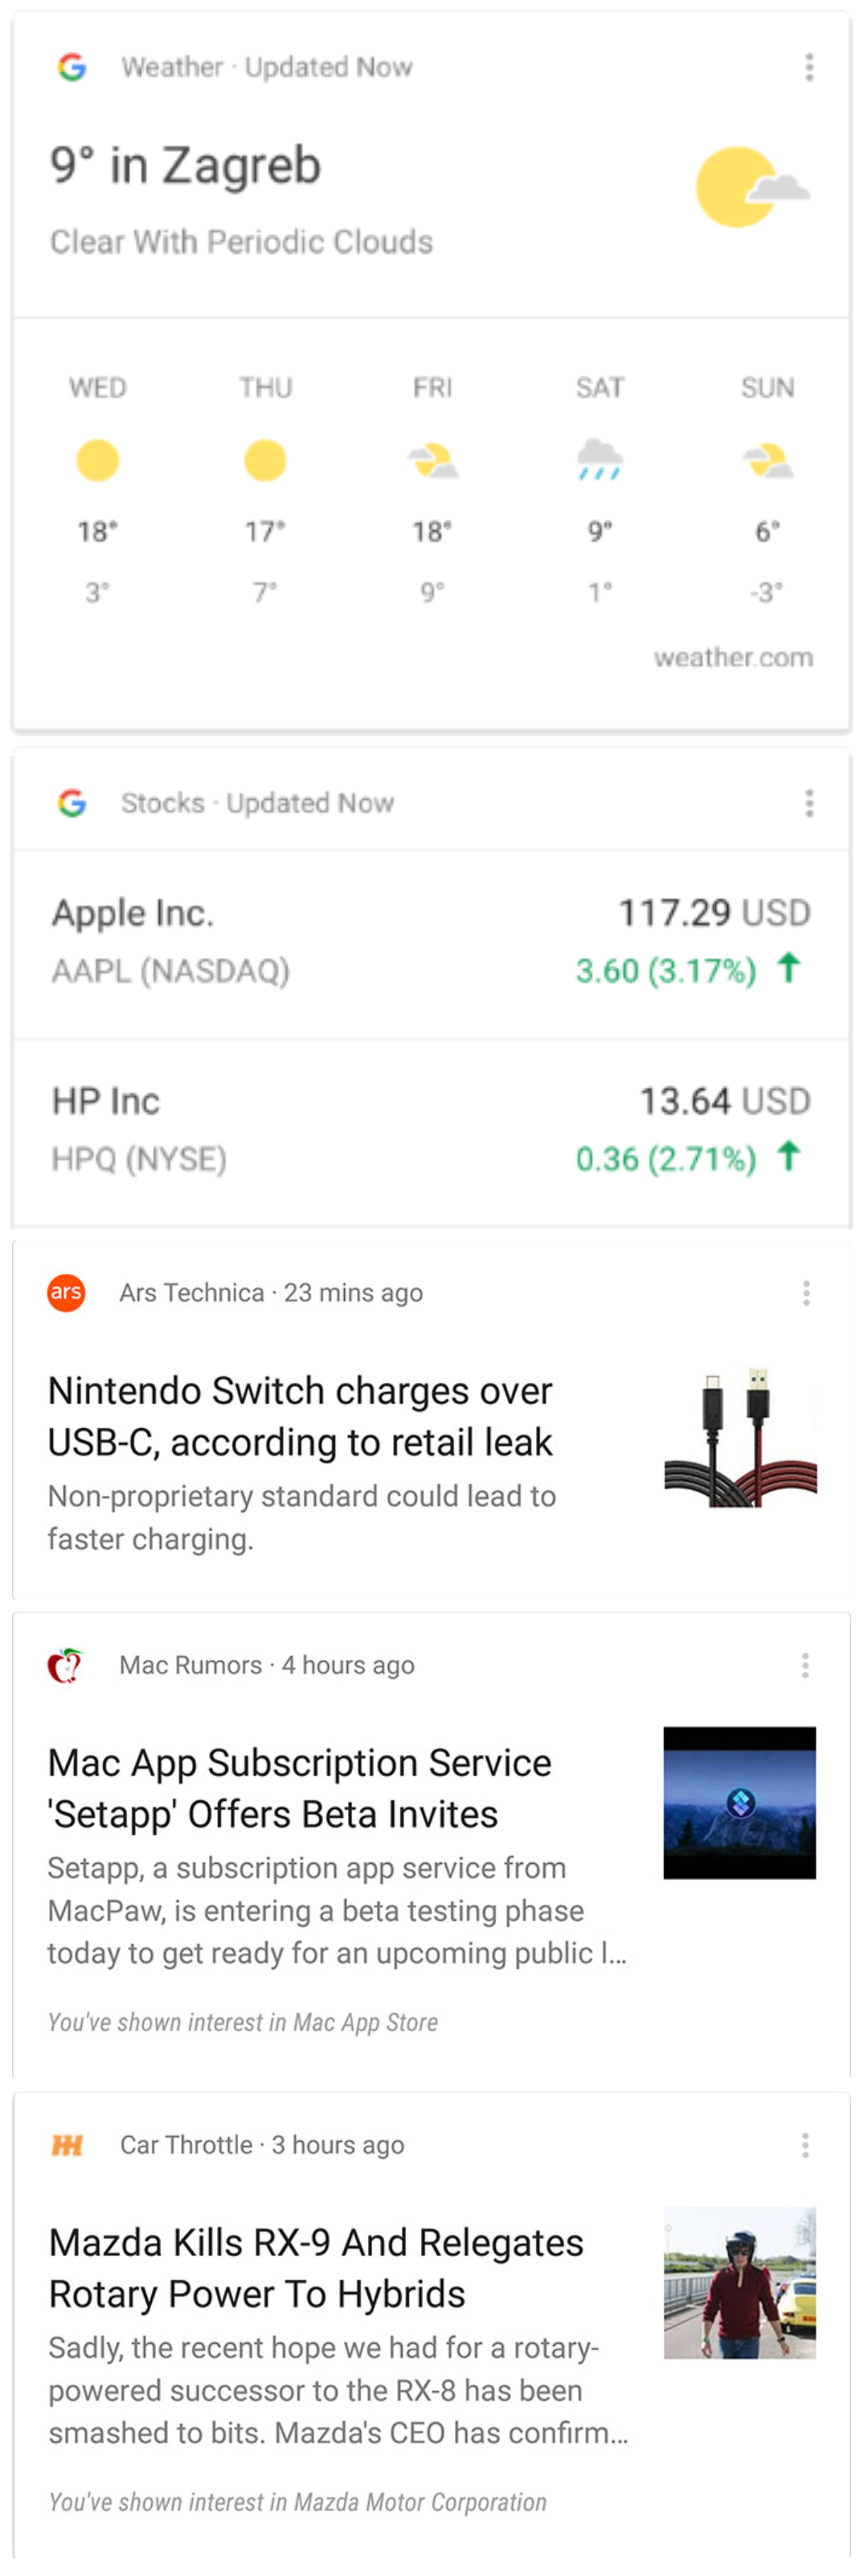 Weather · Updated Now
9° in Zagreb
Clear With Periodic Clouds
WED THU FRI SAT SUN
18° 17° 18° 9° 6°
3° 7° 9° 1° -3°
weather.com
Stocks · Updated Now
Apple Inc. 117.29 USD
AAPL (NASDAQ) 3.60 (3.17%)
HP Inc 13.64 USD
HPQ (NYSE) 0.36 (2.71%)
ars Ars Technica · 23 mins ago
Nintendo Switch charges over
USB-C, according to retail leak
Non-proprietary standard could lead to
faster charging.
Mac Rumors · 4 hours ago
Mac App Subscription Service
'Setapp' Offers Beta Invites
Setapp, a subscription app service from
MacPaw, is entering a beta testing phase
today to get ready for an upcoming public l...
You've shown interest in Mac App Store
Car Throttle · 3 hours ago
Mazda Kills RX-9 And Relegates
Rotary Power To Hybrids
Sadly, the recent hope we had for a rotary-
powered successor to the RX-8 has been
smashed to bits. Mazda's CEO has confirm...
You've shown interest in Mazda Motor Corporation